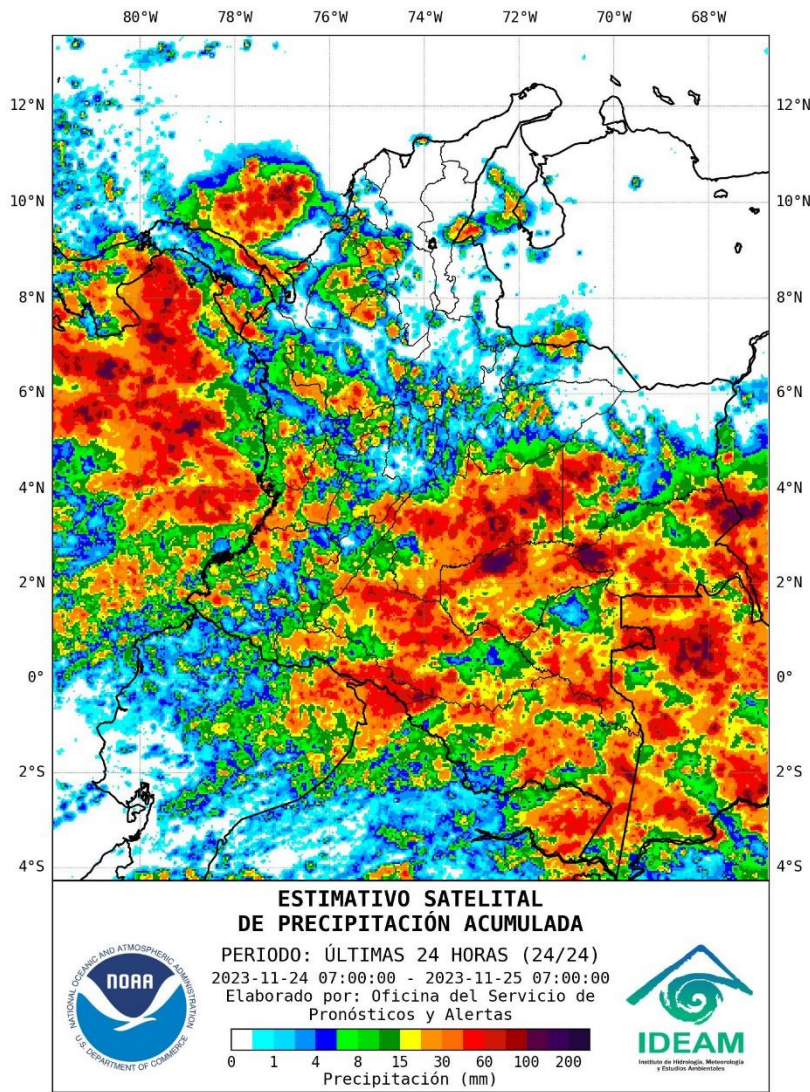 80°W 78°W 76°W 74°W 72°W 70°W 68°W
12°N 12°N
10°N 10°N
8°N 8°N
6°N 6°N
4°N 4°N
2°N 2°N
0° 0°
2°S 2°S
4°S 4°S
ESTIMATIVO SATELITAL
DE PRECIPITACIÓN ACUMULADA
PERIODO: ÚLTIMAS 24 HORAS (24/24)
2023-11-24 07:00:00 - 2023-11-25 07:00:00
Elaborado por: Oficina del Servicio de
Pronósticos y Alertas
0 1 4 8 15 30 60 100 200
Precipitación (mm)
NATIONAL OCEANIC AND ATMOSPHERIC ADMINISTRATION
NOAA
U.S. DEPARTMENT OF COMMERCE
IDEAM
Instituto de Hidrología, Meteorología
y Estudios Ambientales